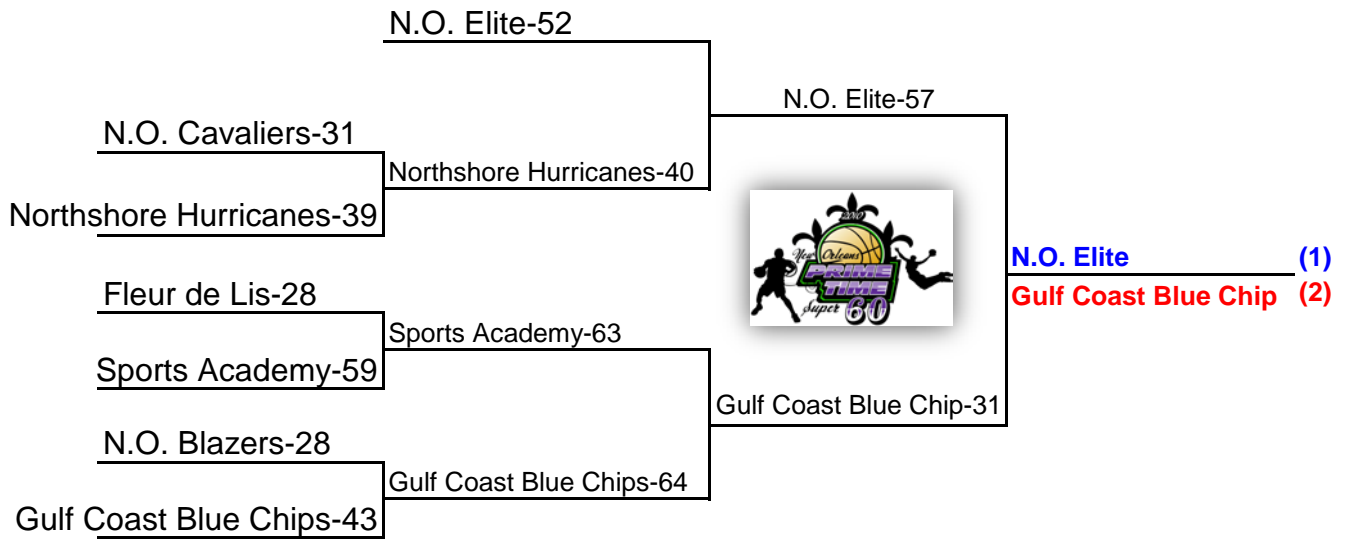 N.O. Elite-52
N.O. Elite-57
N.O. Cavaliers-31
Northshore Hurricanes-40
Northshore Hurricanes-39
2010
New Orleans
PRIME
TIME
Super 60
N.O. Elite (1)
Gulf Coast Blue Chip (2)
Fleur de Lis-28
Sports Academy-63
Sports Academy-59
Gulf Coast Blue Chip-31
N.O. Blazers-28
Gulf Coast Blue Chips-64
Gulf Coast Blue Chips-43